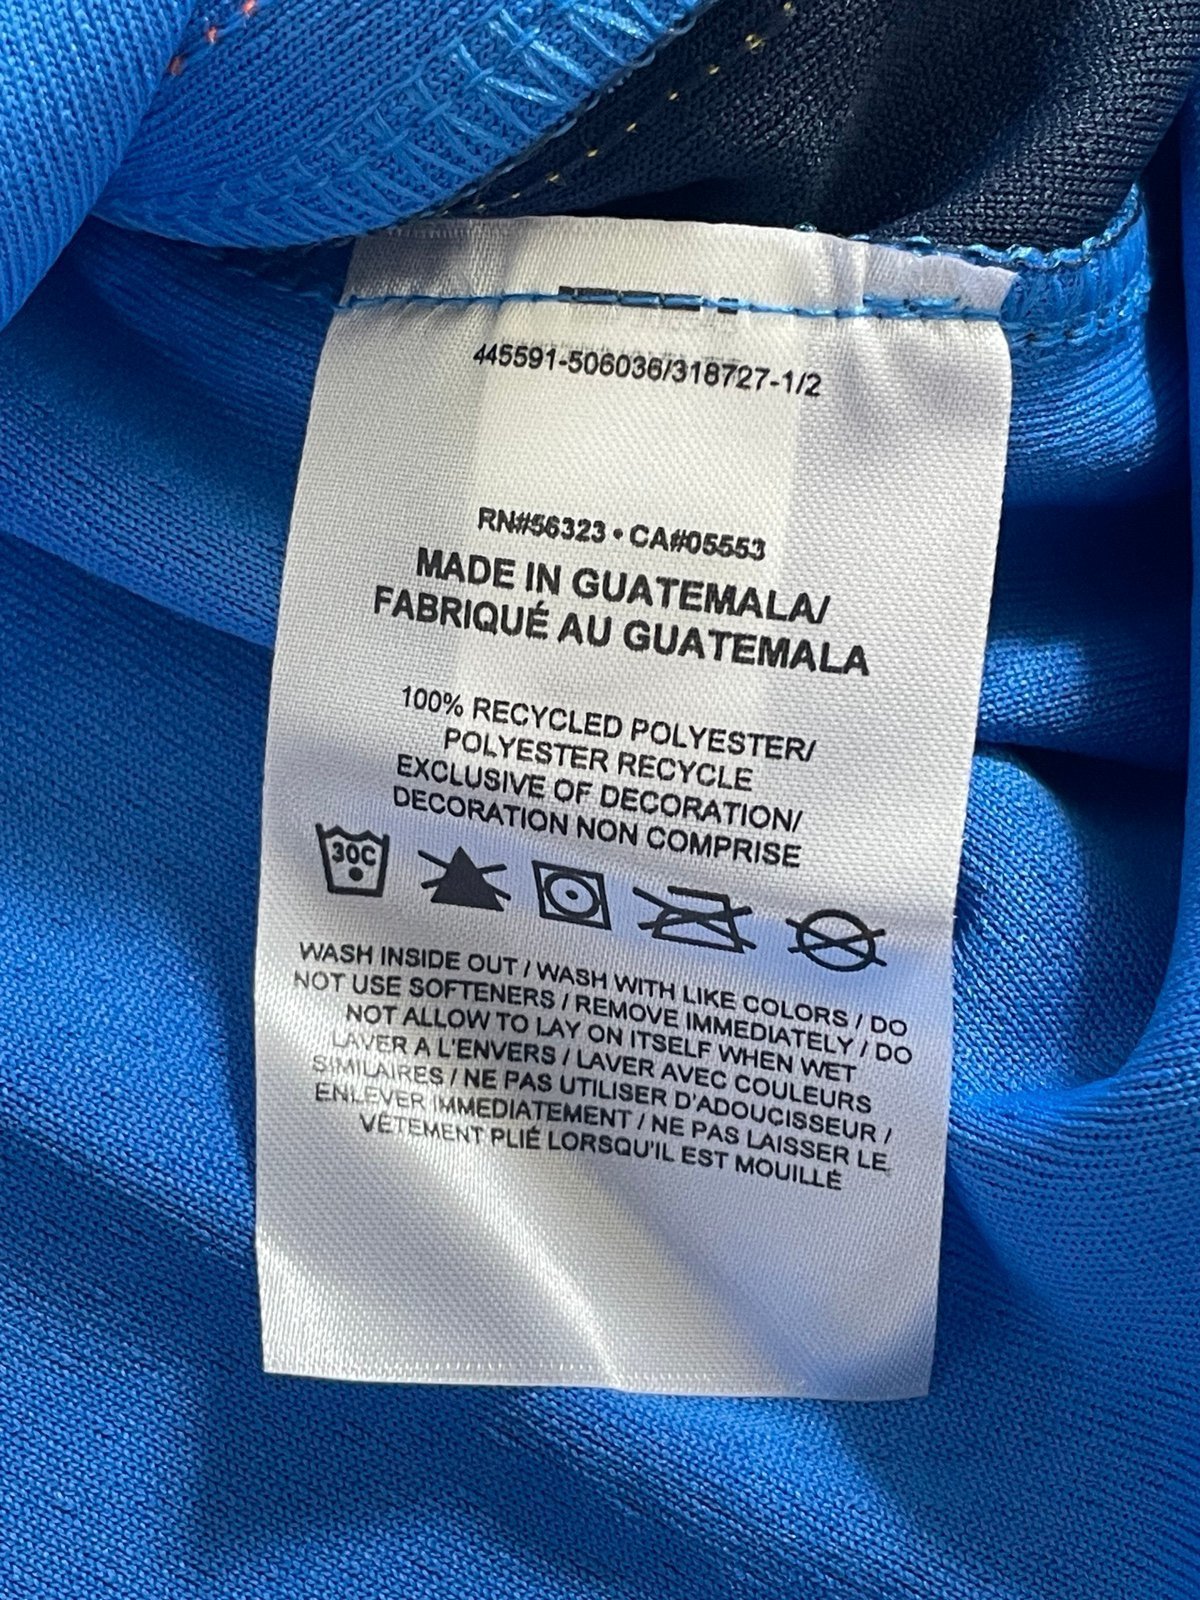 445591-506036/318727-1/2
RN#56323 • CA#05553
MADE IN GUATEMALA/
FABRIQUÉ AU GUATEMALA
100% RECYCLED POLYESTER/
POLYESTER RECYCLE
EXCLUSIVE OF DECORATION/
DECORATION NON COMPRISE
30C
WASH INSIDE OUT / WASH WITH LIKE COLORS / DO
NOT USE SOFTENERS / REMOVE IMMEDIATELY / DO
NOT ALLOW TO LAY ON ITSELF WHEN WET
LAVER A L'ENVERS / LAVER AVEC COULEURS
SIMILAIRES / NE PAS UTILISER D'ADOUCISSEUR /
ENLEVER IMMEDIATEMENT / NE PAS LAISSER LE
VÊTEMENT PLIÉ LORSQU'IL EST MOUILLÉ